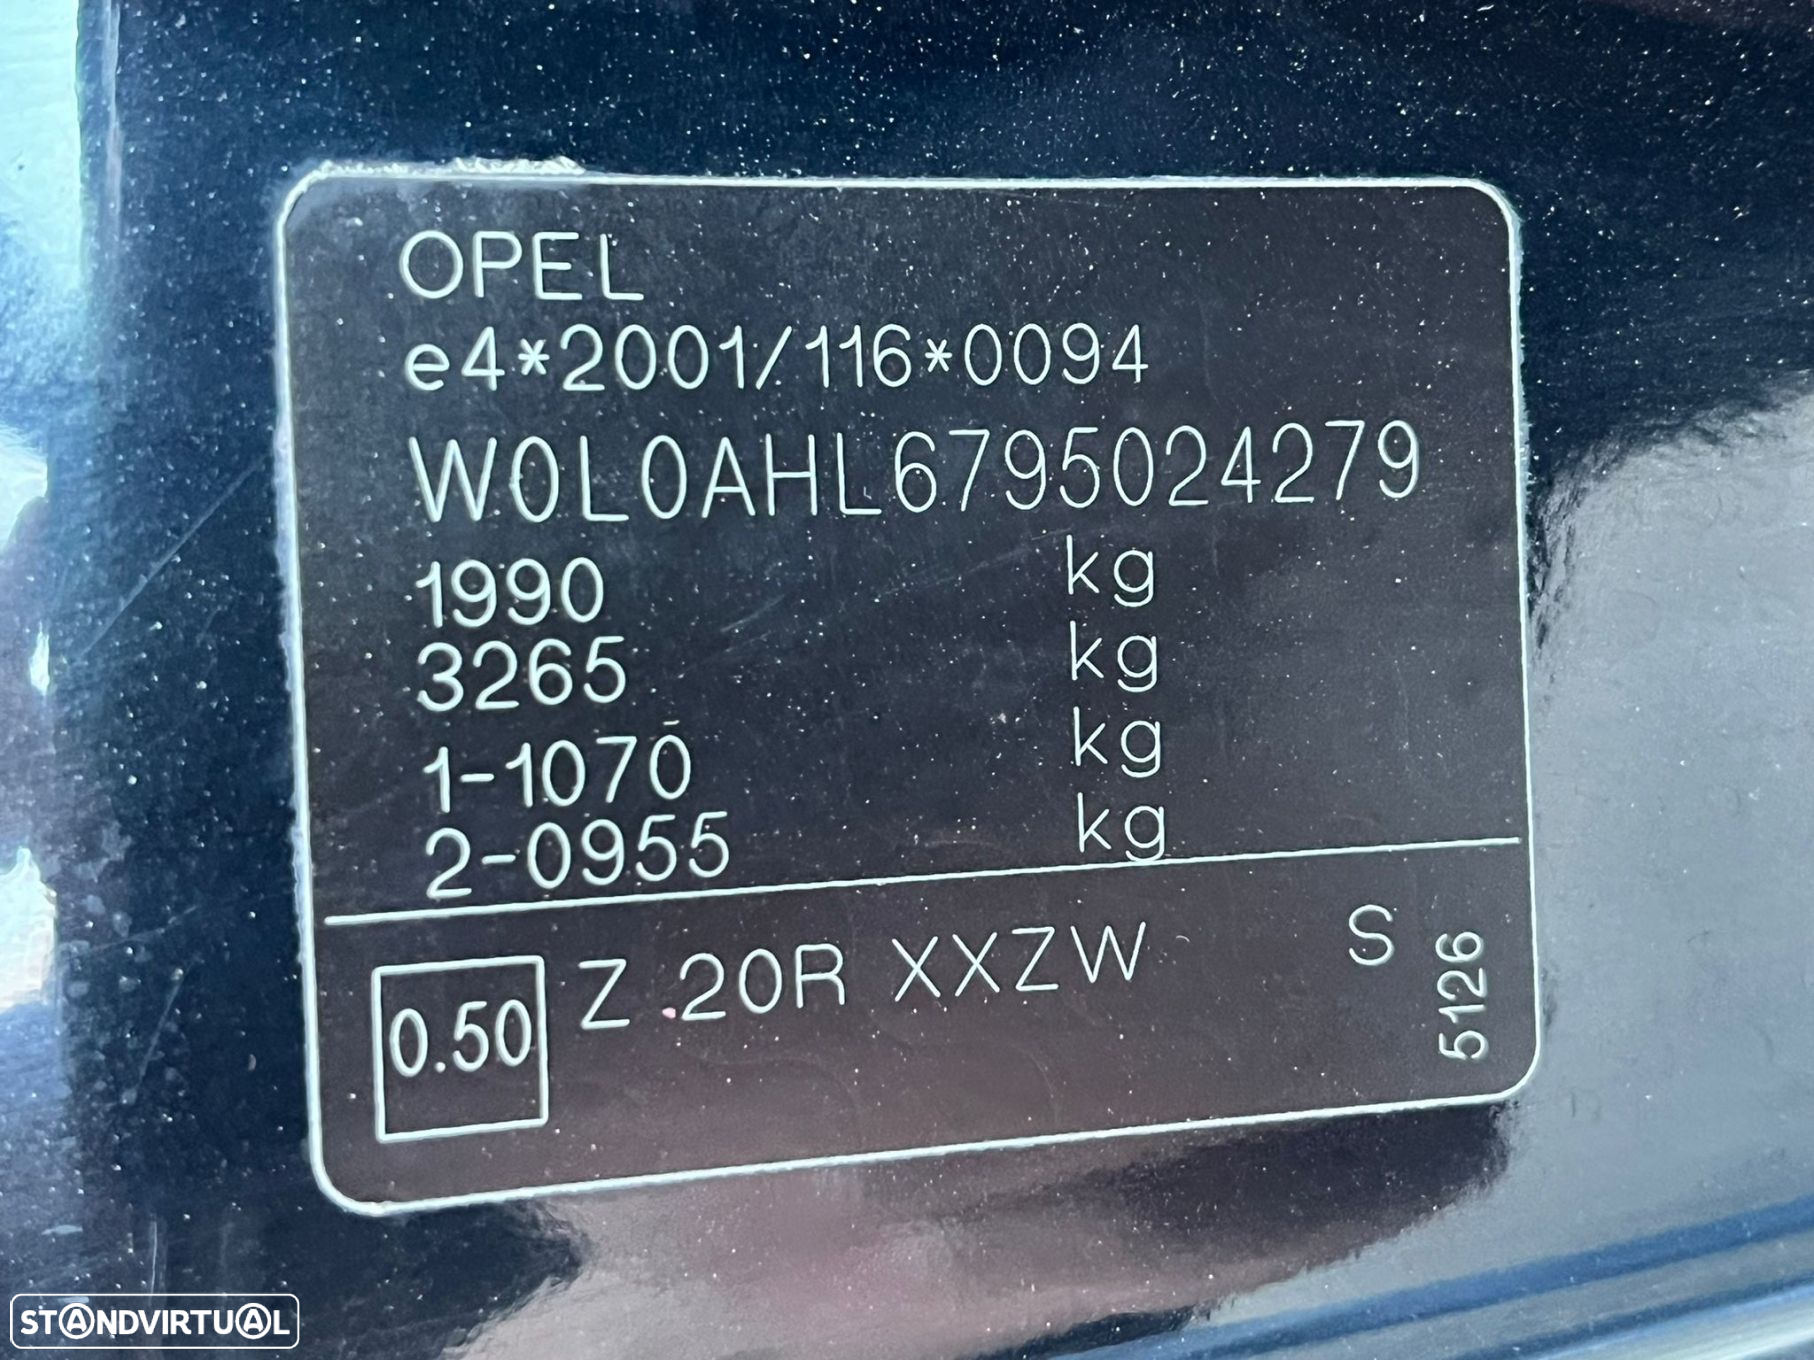 OPEL
e4*2001/116*0094
W0L0AHL6795024279
1990 kg
3265 kg
1-1070 kg
2-0955 kg
0.50 Z 20R XXZW S
5126
STANDVIRTUAL